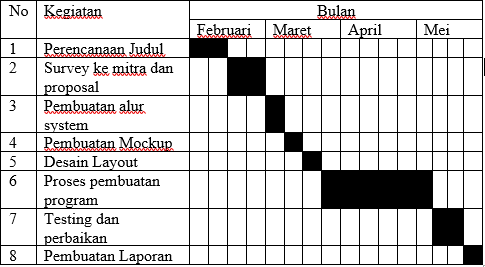 No Kegiatan Bulan
Februari Maret April Mei
1 Perencanaan Judul
2 Survey ke mitra dan
proposal
3 Pembuatan alur
system
4 Pembuatan Mockup
5 Desain Layout
6 Proses pembuatan
program
7 Testing dan
perbaikan
8 Pembuatan Laporan